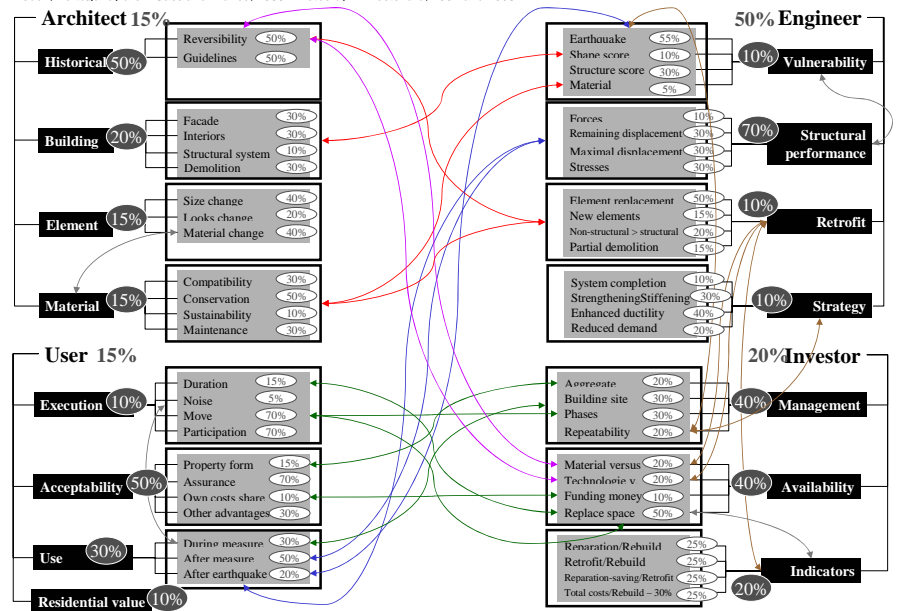 Architect 15%
Historical 50%
Reversibility 50%
Guidelines 50%
Building 20%
Facade 30%
Interiors 30%
Structural system 10%
Demolition 30%
Element 15%
Size change 40%
Looks change 20%
Material change 40%
Material 15%
Compatibility 30%
Conservation 50%
Sustainability 10%
Maintenance 30%
User 15%
Execution 10%
Duration 15%
Noise 5%
Move 70%
Participation 70%
Acceptability 50%
Property form 15%
Assurance 70%
Own costs share 10%
Other advantages 30%
Use 30%
During measure 30%
After measure 50%
After earthquake 20%
Residential value 10%
50% Engineer
Earthquake 55%
Shape score 10%
Structure score 30%
Material 5%
10% Vulnerability
Forces 10%
Remaining displacement 30%
Maximal displacement 30%
Stresses 30%
70% Structural
performance
Element replacement 50%
New elements 15%
Non-structural > structural 20%
Partial demolition 15%
10% Retrofit
System completion 10%
StrengtheningStiffening 30%
Enhanced ductility 40%
Reduced demand 20%
10% Strategy
20% Investor
Aggregate 20%
Building site 30%
Phases 30%
Repeatability 20%
40% Management
Material versus 20%
Technologie v 20%
Funding money 10%
Replace space 50%
40% Availability
Reparation/Rebuild 25%
Retrofit/Rebuild 25%
Reparation-saving/Retrofit 25%
Total costs/Rebuild – 30% 25%
20% Indicators